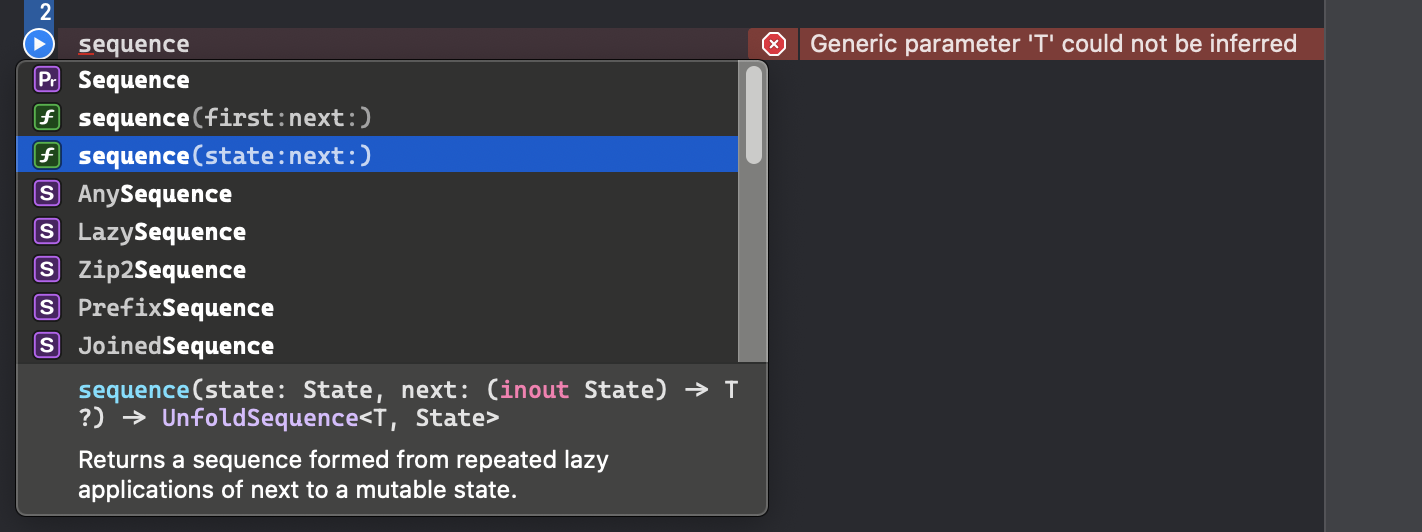 2
sequence Generic parameter 'T' could not be inferred
Pr Sequence
f sequence(first:next:)
f sequence(state:next:)
S AnySequence
S LazySequence
S Zip2Sequence
S PrefixSequence
S JoinedSequence
sequence(state: State, next: (inout State) -> T
?) -> UnfoldSequence<T, State>
Returns a sequence formed from repeated lazy
applications of next to a mutable state.